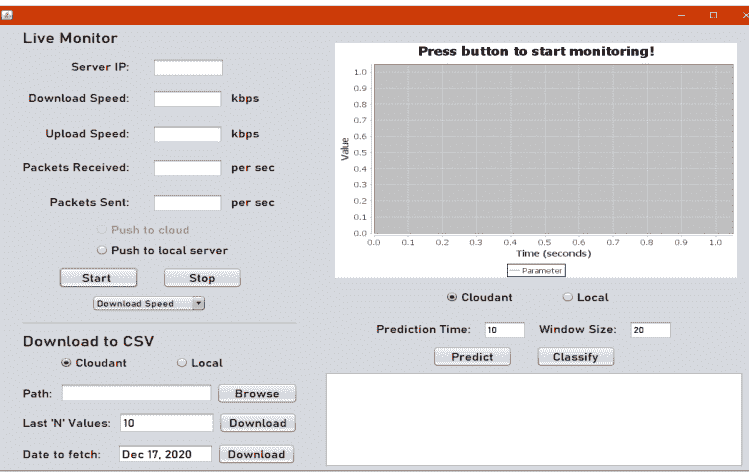 Live Monitor
Server IP:
Download Speed: kbps
Upload Speed: kbps
Packets Received: per sec
Packets Sent: per sec
Push to cloud
Push to local server
Start Stop
Download Speed
Download to CSV
Cloudant Local
Path: Browse
Last 'N' Values: 10 Download
Date to fetch: Dec 17, 2020 Download
Press button to start monitoring!
Value
1.0
0.9
0.8
0.7
0.6
0.5
0.4
0.3
0.2
0.1
0.0
0.0 0.1 0.2 0.3 0.4 0.5 0.6 0.7 0.8 0.9 1.0
Time (seconds)
Parameter
Cloudant Local
Prediction Time: 10 Window Size: 20
Predict Classify